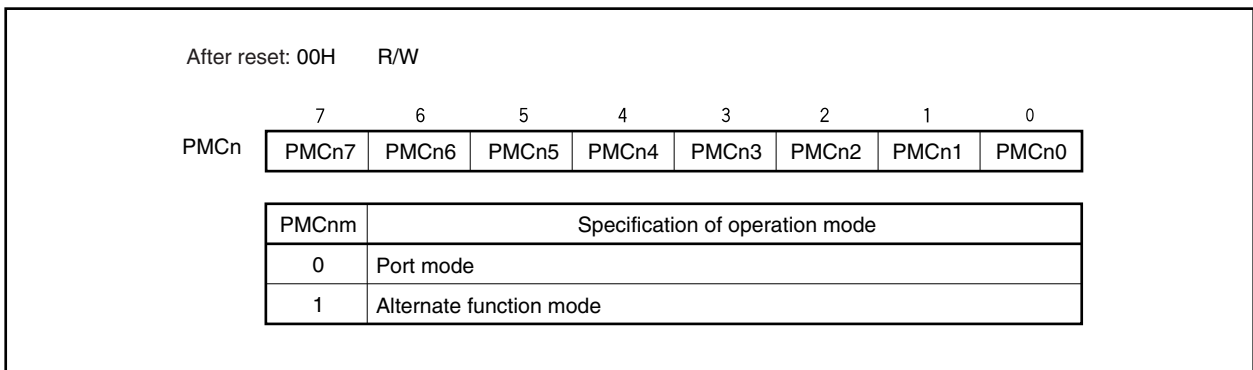 After reset: 00H R/W
7 6 5 4 3 2 1 0
PMCn PMCn7 PMCn6 PMCn5 PMCn4 PMCn3 PMCn2 PMCn1 PMCn0
PMCnm Specification of operation mode
0 Port mode
1 Alternate function mode